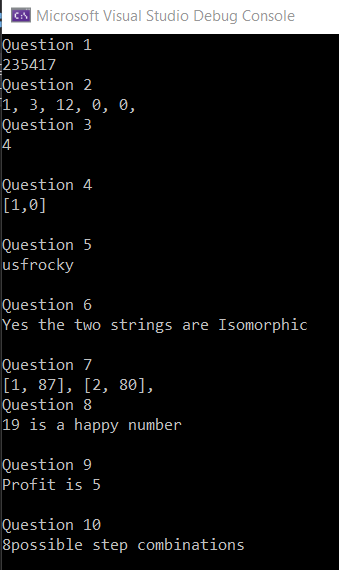 Microsoft Visual Studio Debug Console
Question 1
235417
Question 2
1, 3, 12, 0, 0,
Question 3
4
Question 4
[1,0]
Question 5
usfrocky
Question 6
Yes the two strings are Isomorphic
Question 7
[1, 87], [2, 80],
Question 8
19 is a happy number
Question 9
Profit is 5
Question 10
8possible step combinations